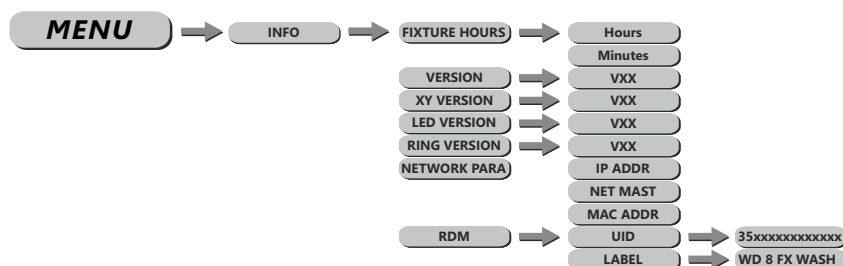 MENU INFO FIXTURE HOURS Hours
Minutes
VERSION VXX
XY VERSION VXX
LED VERSION VXX
RING VERSION VXX
NETWORK PARA IP ADDR
NET MAST
MAC ADDR
RDM UID 35xxxxxxxxxxxx
LABEL WD 8 FX WASH